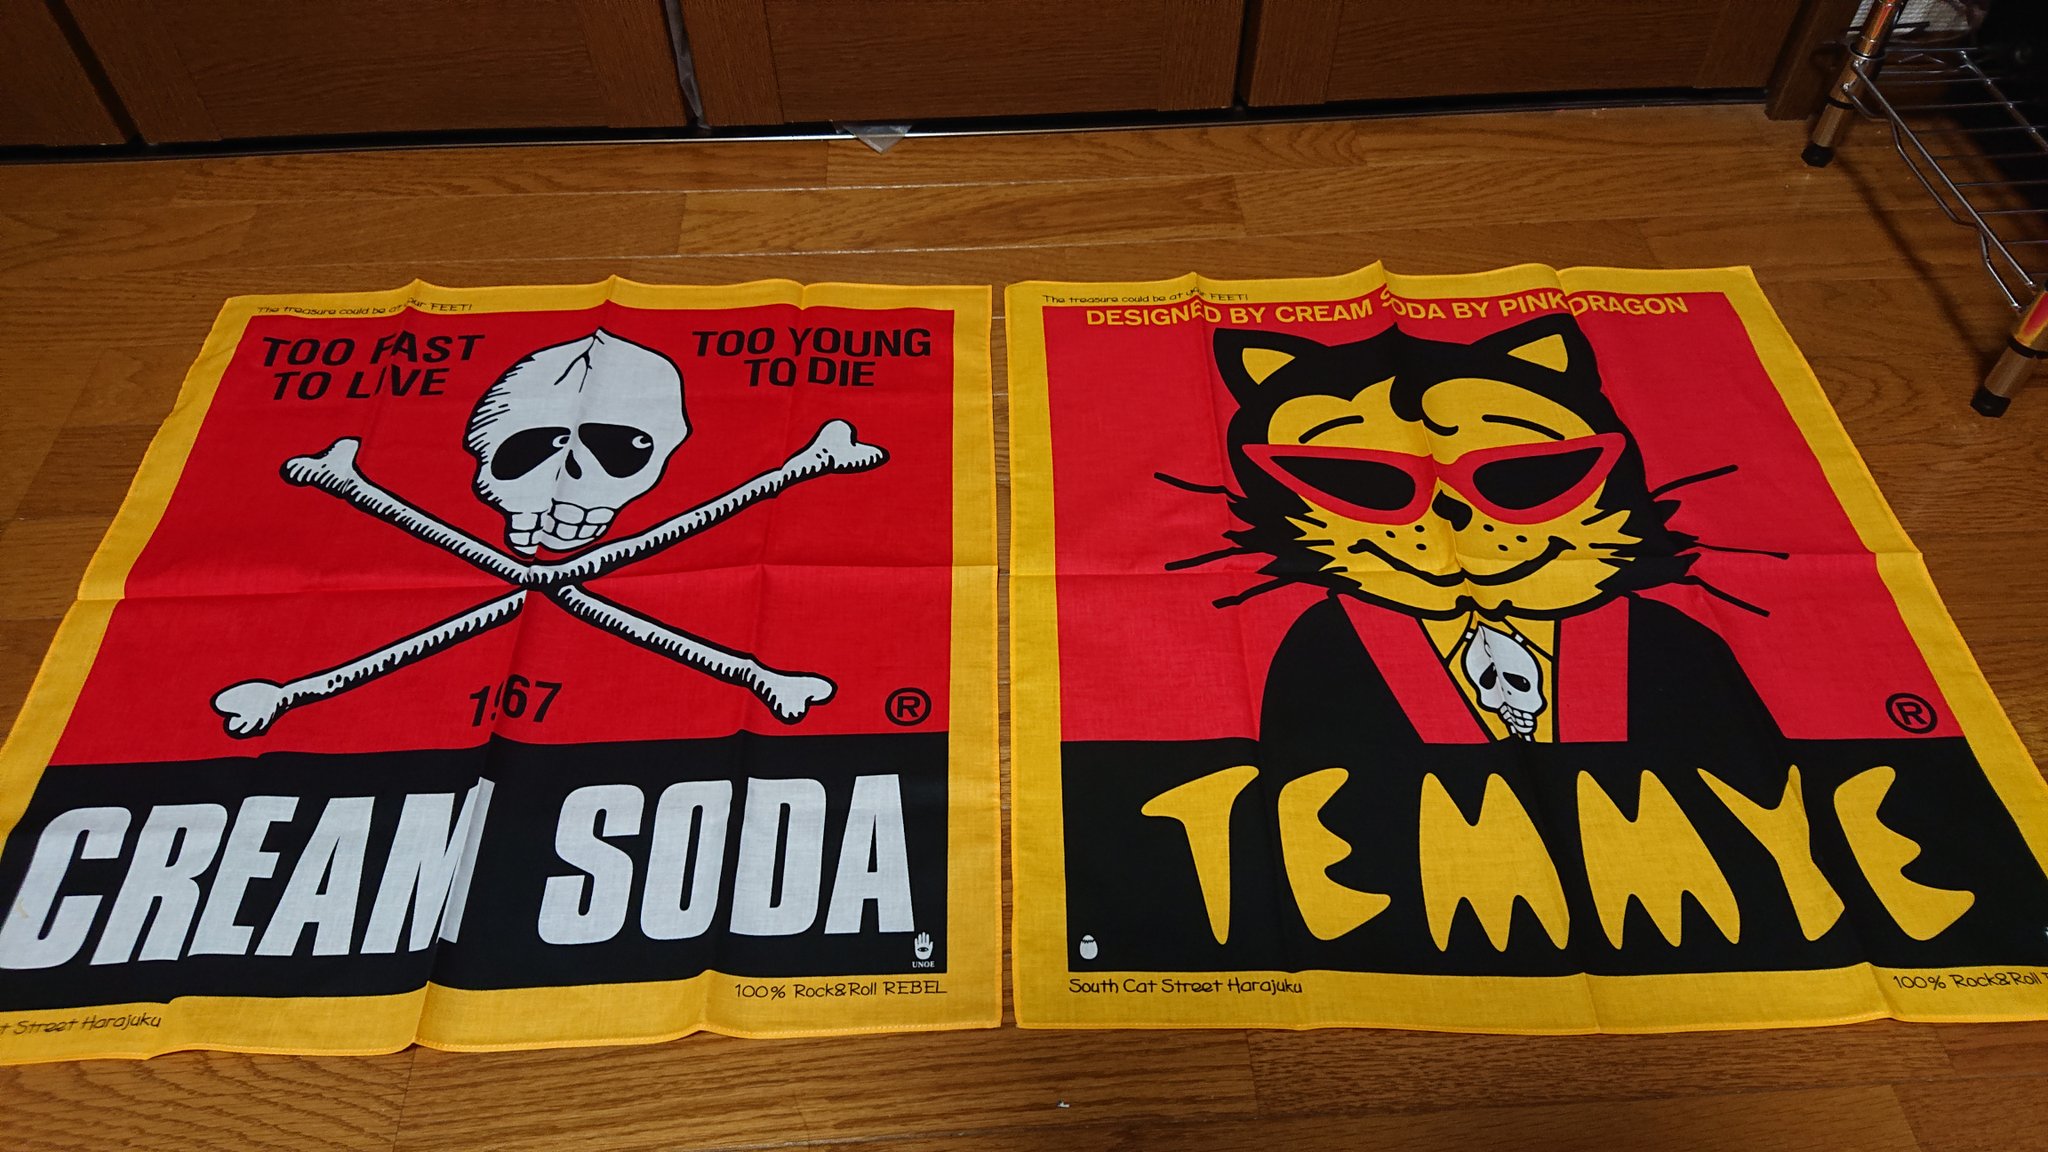 The treasure could be at your FEET!
TOO FAST
TO LIVE
TOO YOUNG
TO DIE
1967
®
CREAM SODA
UNOE
100% Rock&Roll REBEL
Street Harajuku
The treasure could be at your FEET!
DESIGNED BY CREAM SODA BY PINK DRAGON
®
TEMMYE
South Cat Street Harajuku
100% Rock&Roll